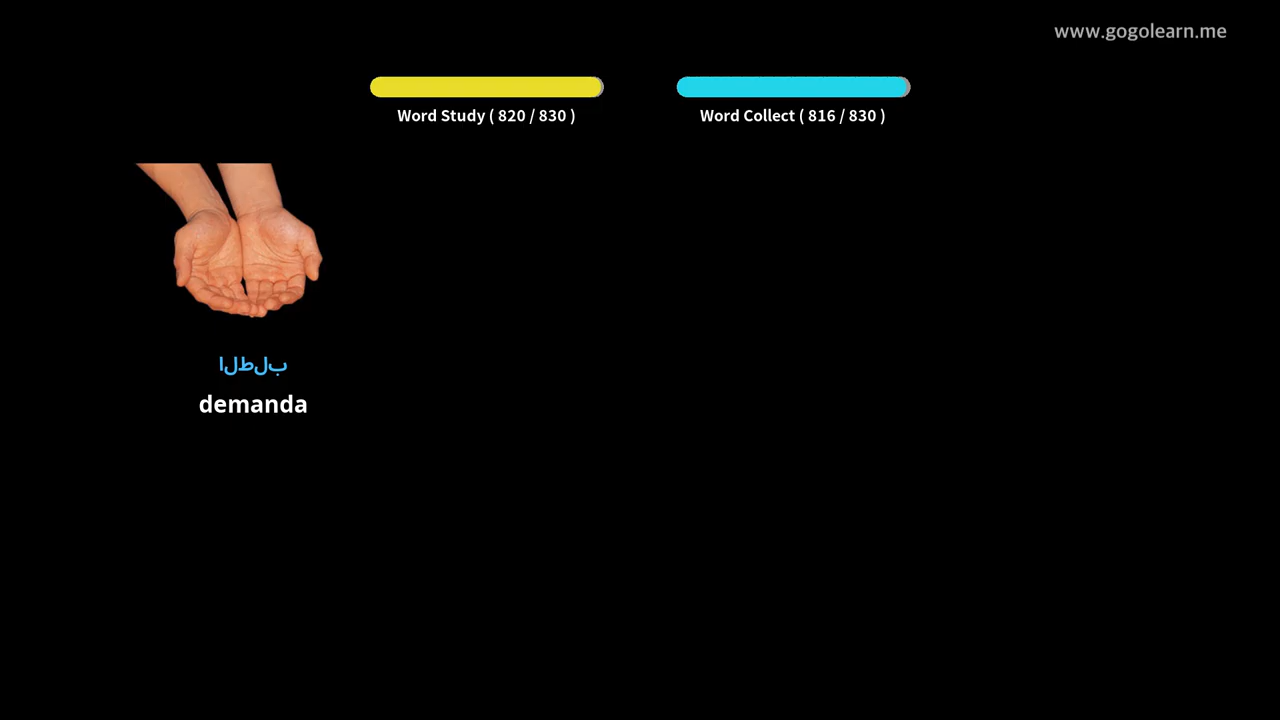 www.gogolearn.me
Word Study ( 820 / 830 )
Word Collect ( 816 / 830 )
الطلب
demanda